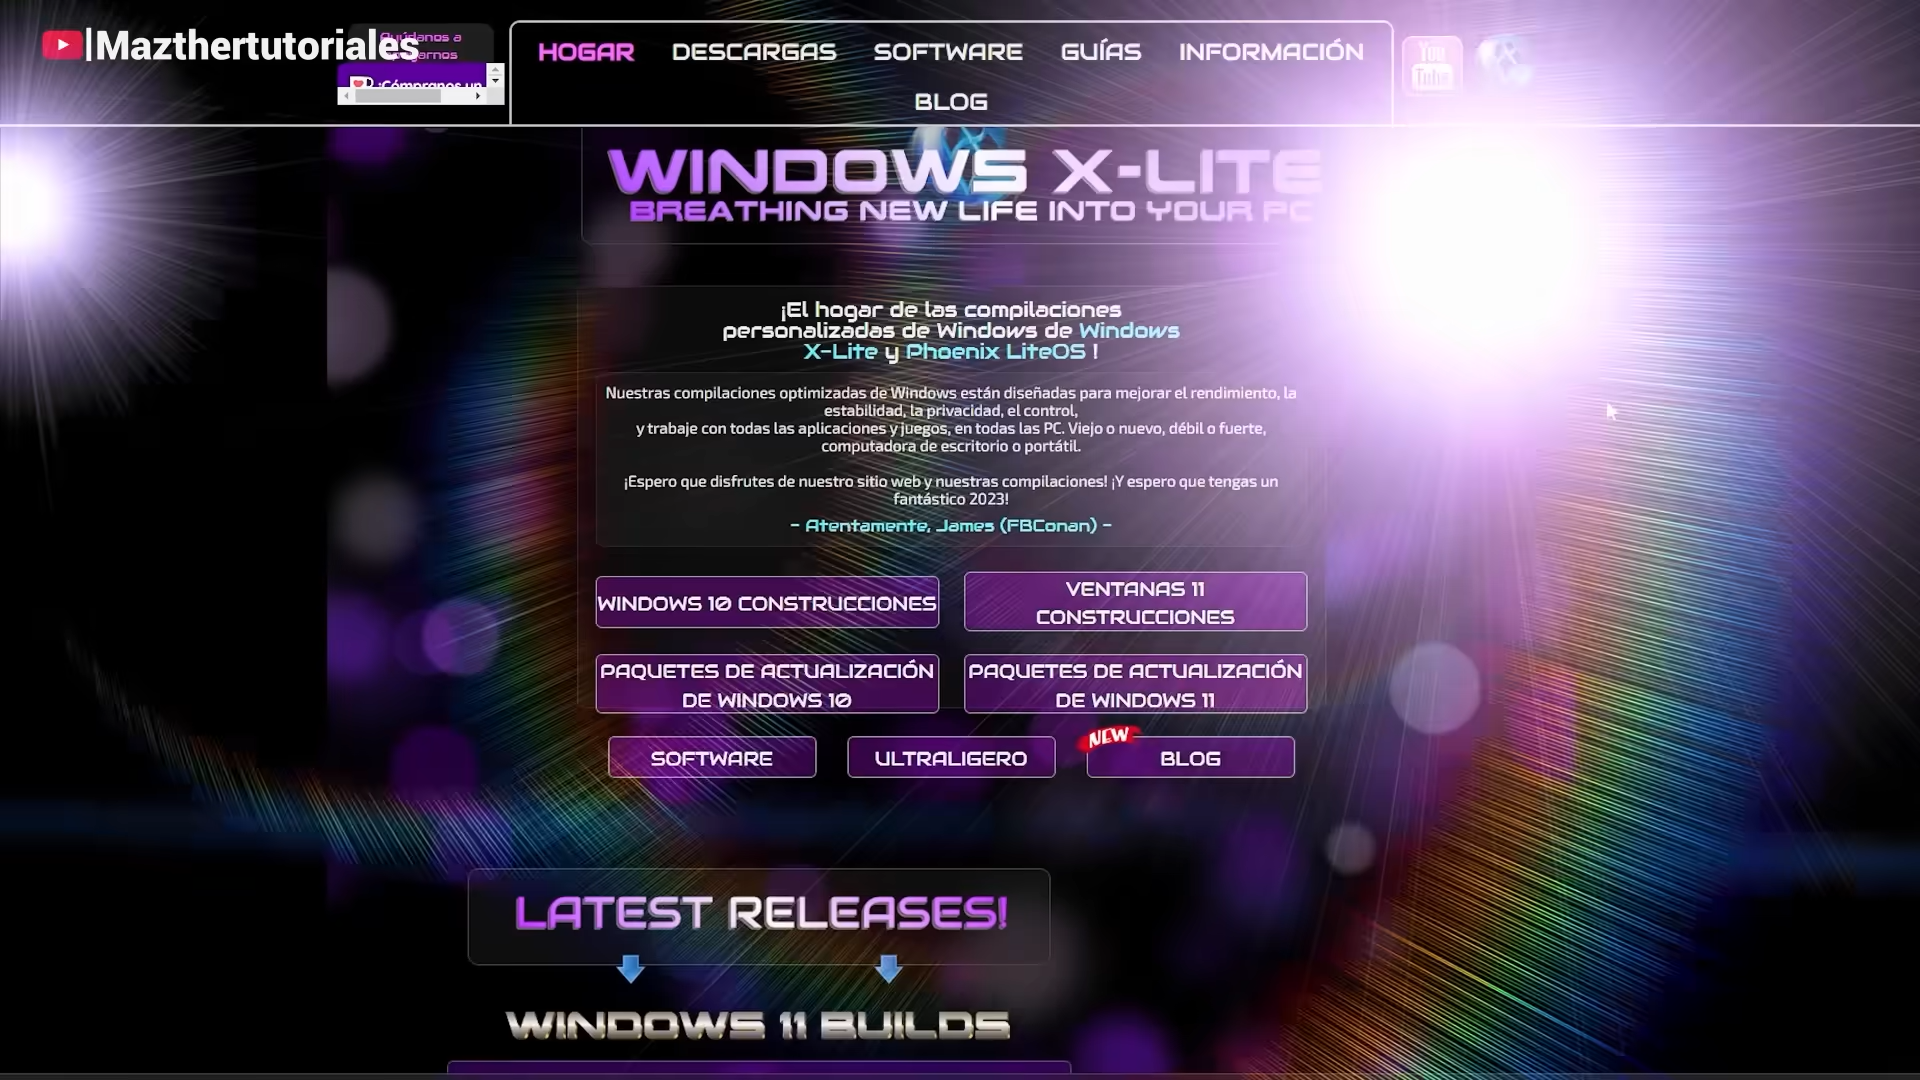 |Mazthertutoriales
HOGAR DESCARGAS SOFTWARE GUÍAS INFORMACIÓN
BLOG
You
Tube
WINDOWS X-LITE
BREATHING NEW LIFE INTO YOUR PC
¡El hogar de las compilaciones
personalizadas de Windows de Windows
X-Lite y Phoenix LiteOS !
Nuestras compilaciones optimizadas de Windows están diseñadas para mejorar el rendimiento, la
estabilidad, la privacidad, el control,
y trabaje con todas las aplicaciones y juegos, en todas las PC. Viejo o nuevo, débil o fuerte,
computadora de escritorio o portátil.
¡Espero que disfrutes de nuestro sitio web y nuestras compilaciones! ¡Y espero que tengas un
fantástico 2023!
- Atentamente, James (FBConan) -
WINDOWS 10 CONSTRUCCIONES
VENTANAS 11
CONSTRUCCIONES
PAQUETES DE ACTUALIZACIÓN
DE WINDOWS 10
PAQUETES DE ACTUALIZACIÓN
DE WINDOWS 11
SOFTWARE
ULTRALIGERO
NEW
BLOG
LATEST RELEASES!
WINDOWS 11 BUILDS